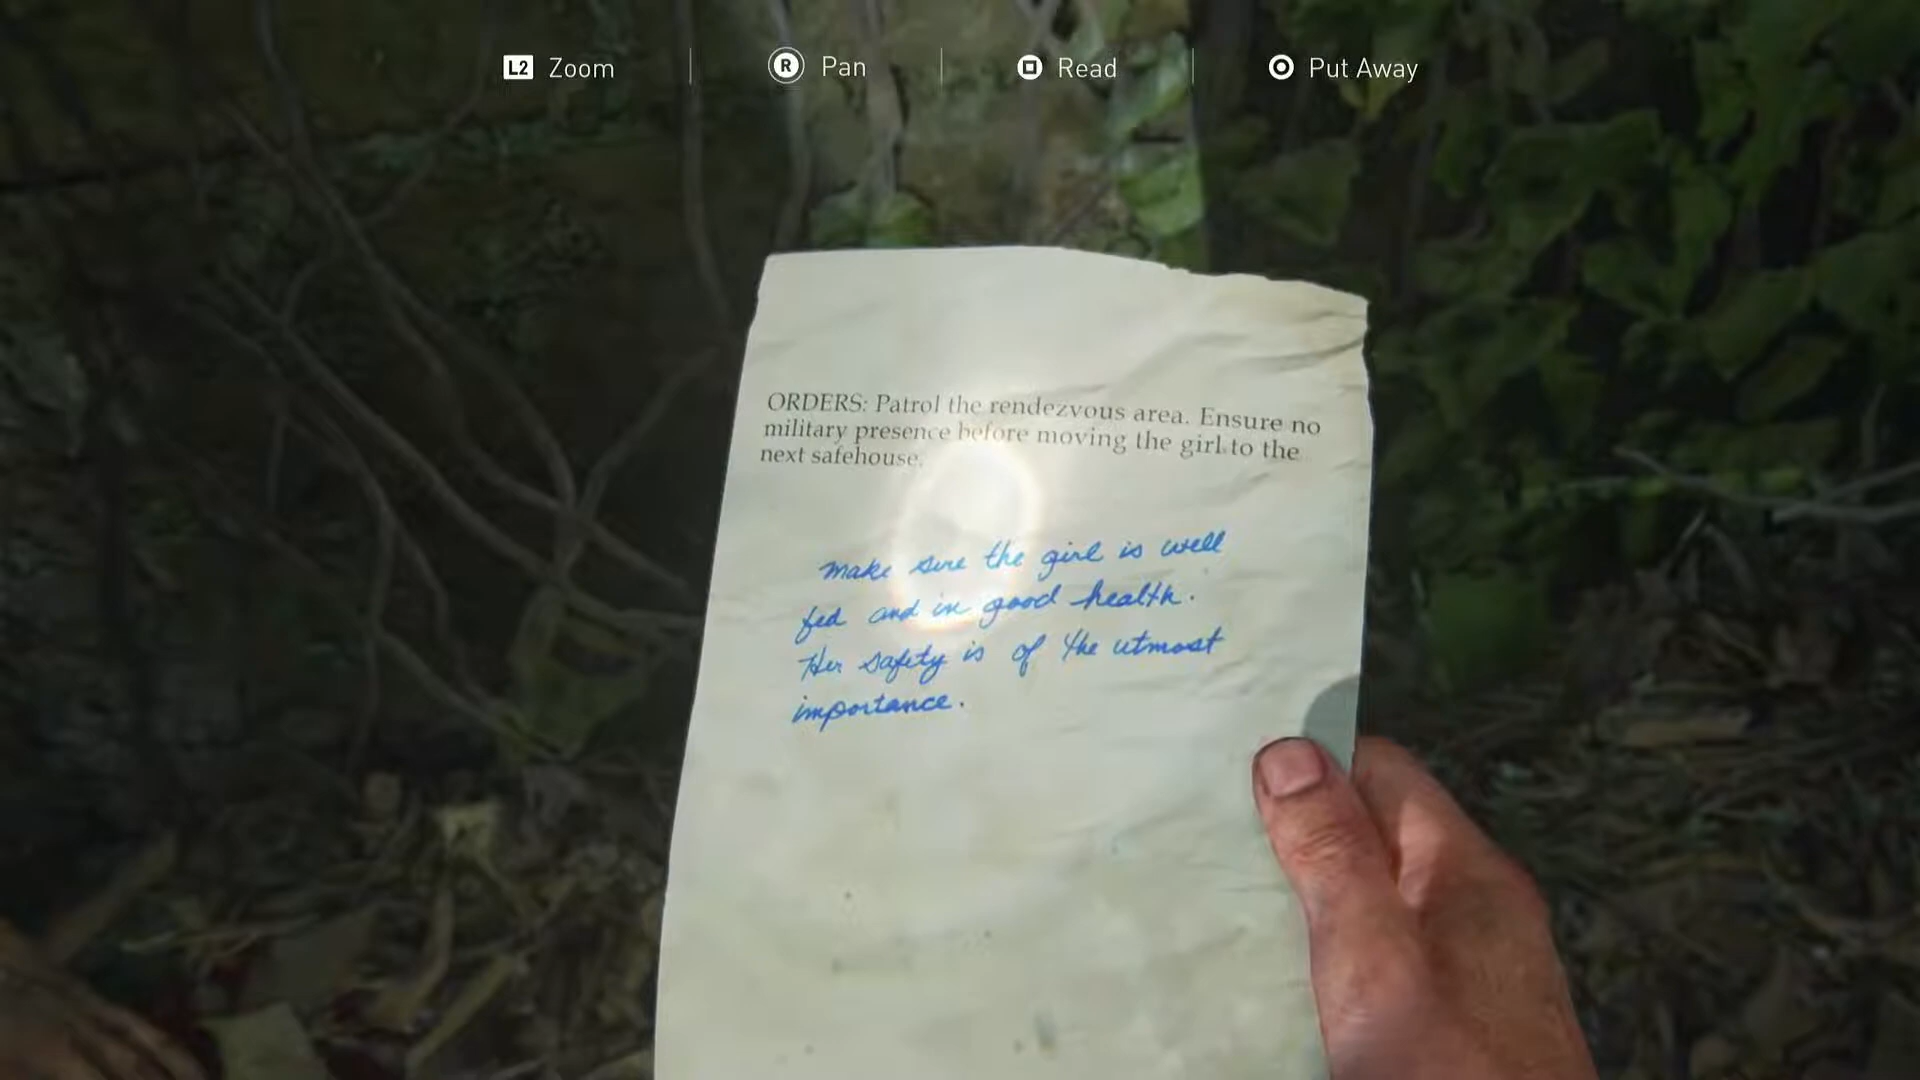 L2 Zoom R Pan Read Put Away
ORDERS: Patrol the rendezvous area. Ensure no
military presence before moving the girl to the
next safehouse.
make sure the girl is well
fed and in good health.
Her safety is of the utmost
importance.